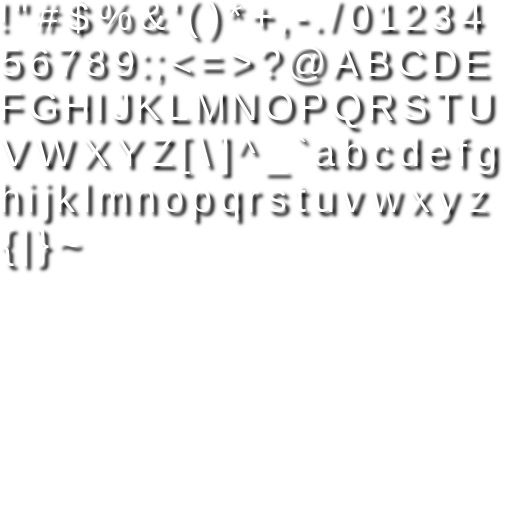 !"#$%&'()*+,-./01234
56789:;<=>?@ABCDE
FGHIJKLMNOPQRSTU
VWXYZ[\]^_`abcdefg
hijklmnopqrstuvwxyz
{|}~